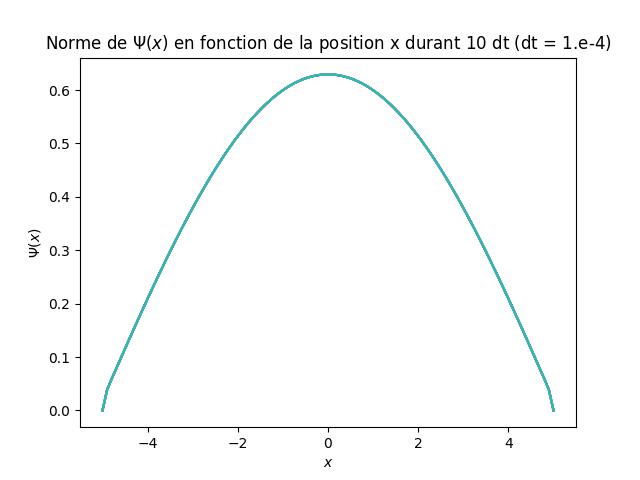 Norme de Ψ(x) en fonction de la position x durant 10 dt (dt = 1.e-4)
Ψ(x)
0.6
0.5
0.4
0.3
0.2
0.1
0.0
−4 −2 0 2 4
x